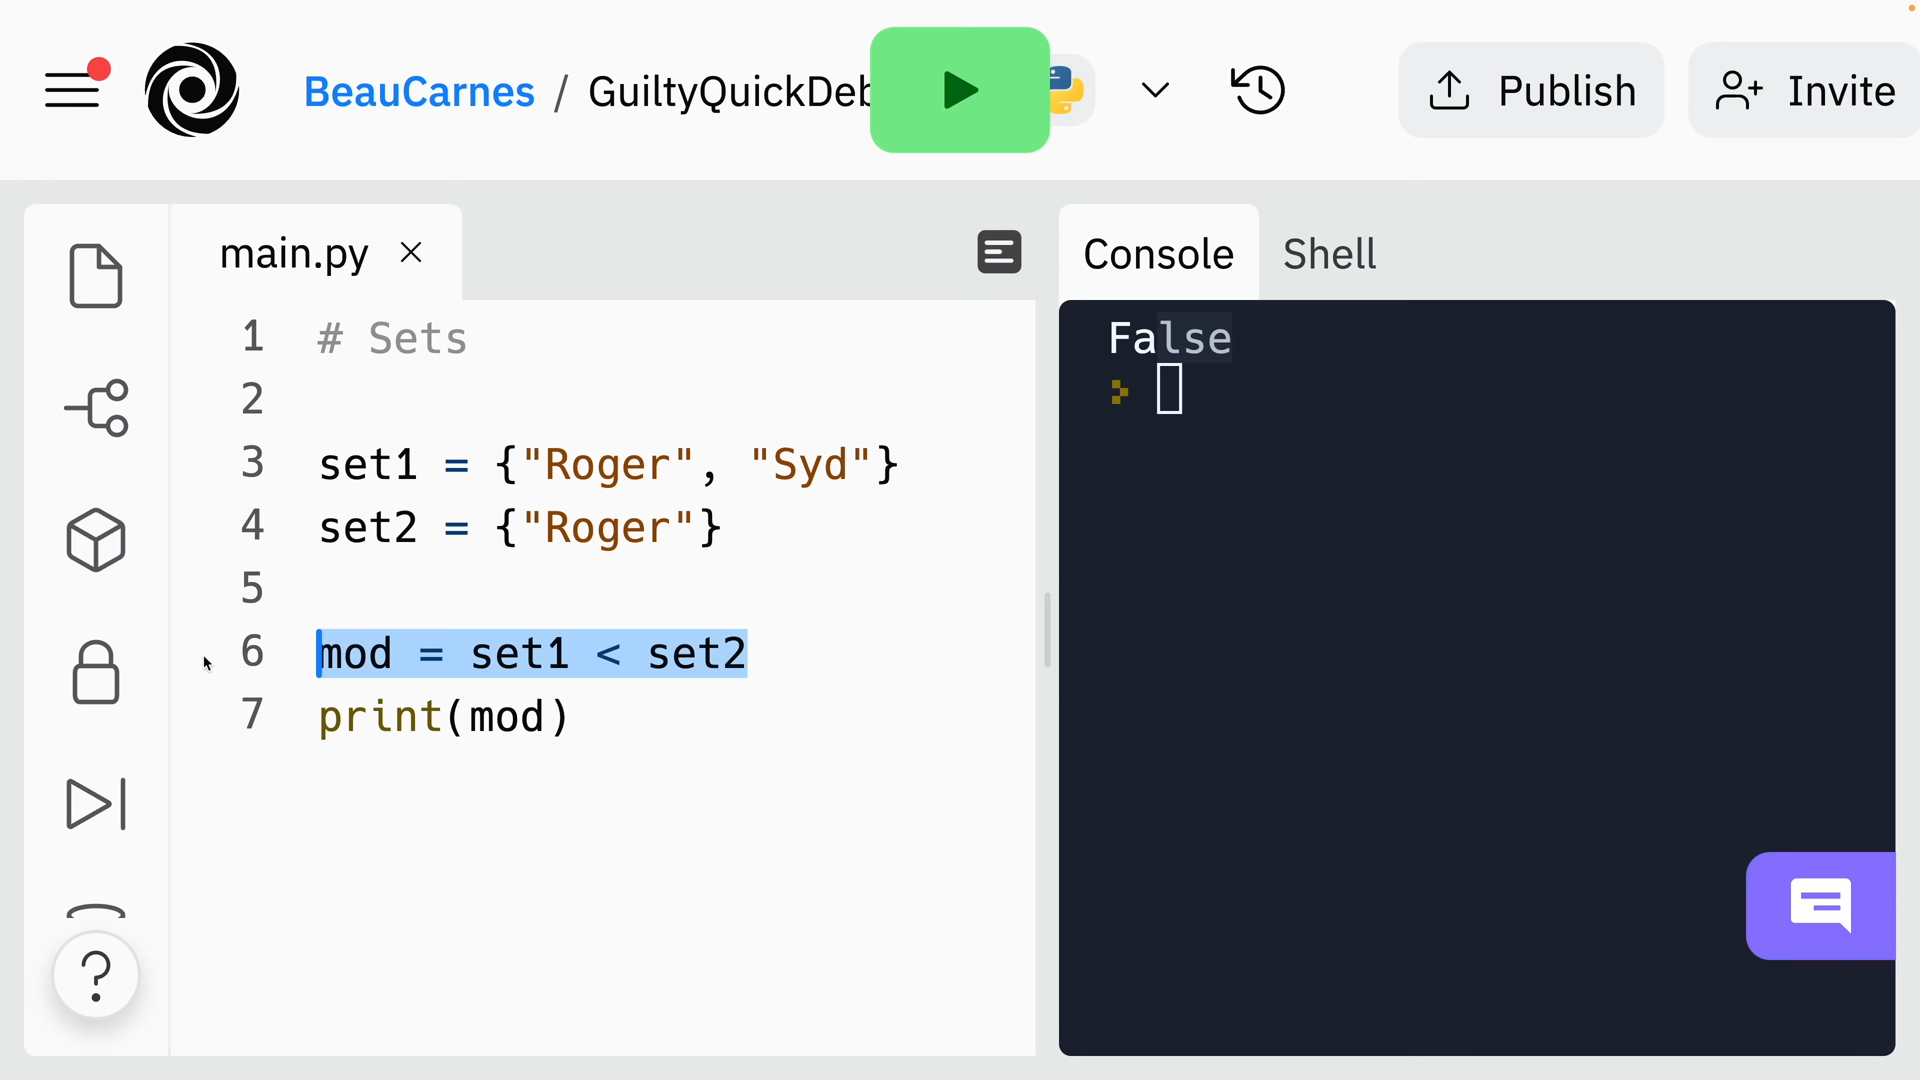 BeauCarnes / GuiltyQuickDeb
Publish
Invite
main.py
Console
Shell
1 # Sets
2
3 set1 = {"Roger", "Syd"}
4 set2 = {"Roger"}
5
6 mod = set1 < set2
7 print(mod)
False
?